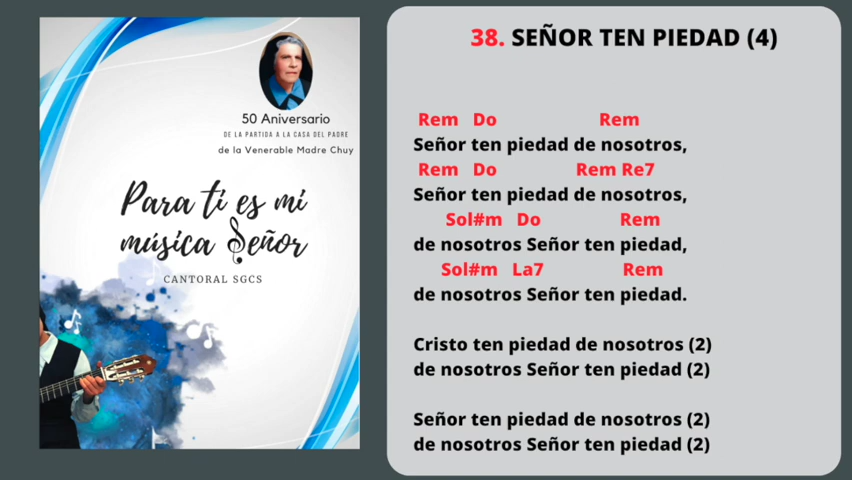 50 Aniversario
DE LA PARTIDA A LA CASA DEL PADRE
de la Venerable Madre Chuy
Para ti es mi
música Señor
CANTORAL SGCS
38. SEÑOR TEN PIEDAD (4)
Rem Do Rem
Señor ten piedad de nosotros,
Rem Do Rem Re7
Señor ten piedad de nosotros,
Sol#m Do Rem
de nosotros Señor ten piedad,
Sol#m La7 Rem
de nosotros Señor ten piedad.
Cristo ten piedad de nosotros (2)
de nosotros Señor ten piedad (2)
Señor ten piedad de nosotros (2)
de nosotros Señor ten piedad (2)